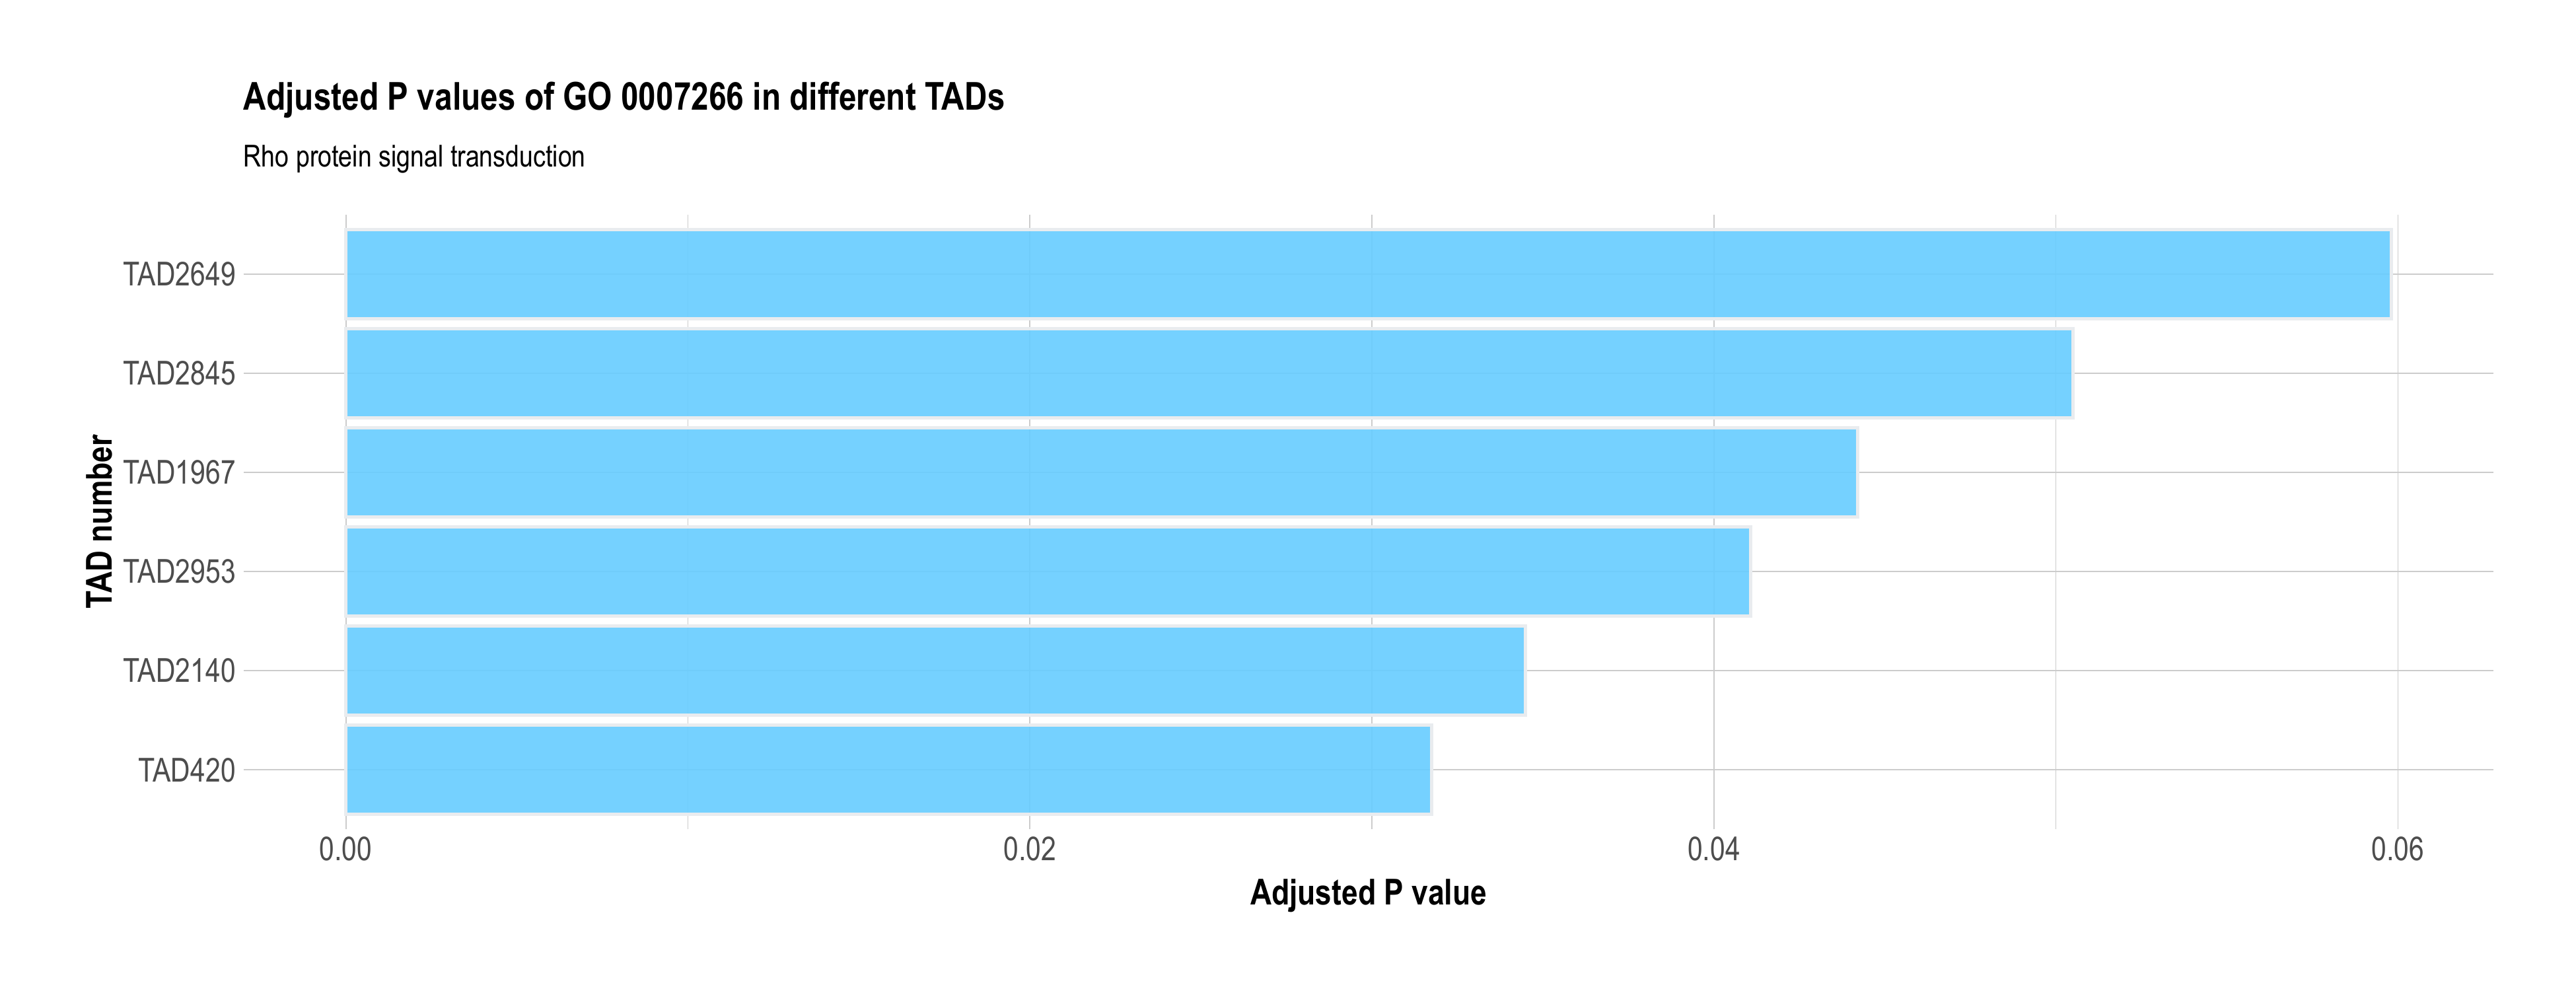 Adjusted P values of GO 0007266 in different TADs
Rho protein signal transduction
TAD number
TAD2649
TAD2845
TAD1967
TAD2953
TAD2140
TAD420
0.00 0.02 0.04 0.06
Adjusted P value